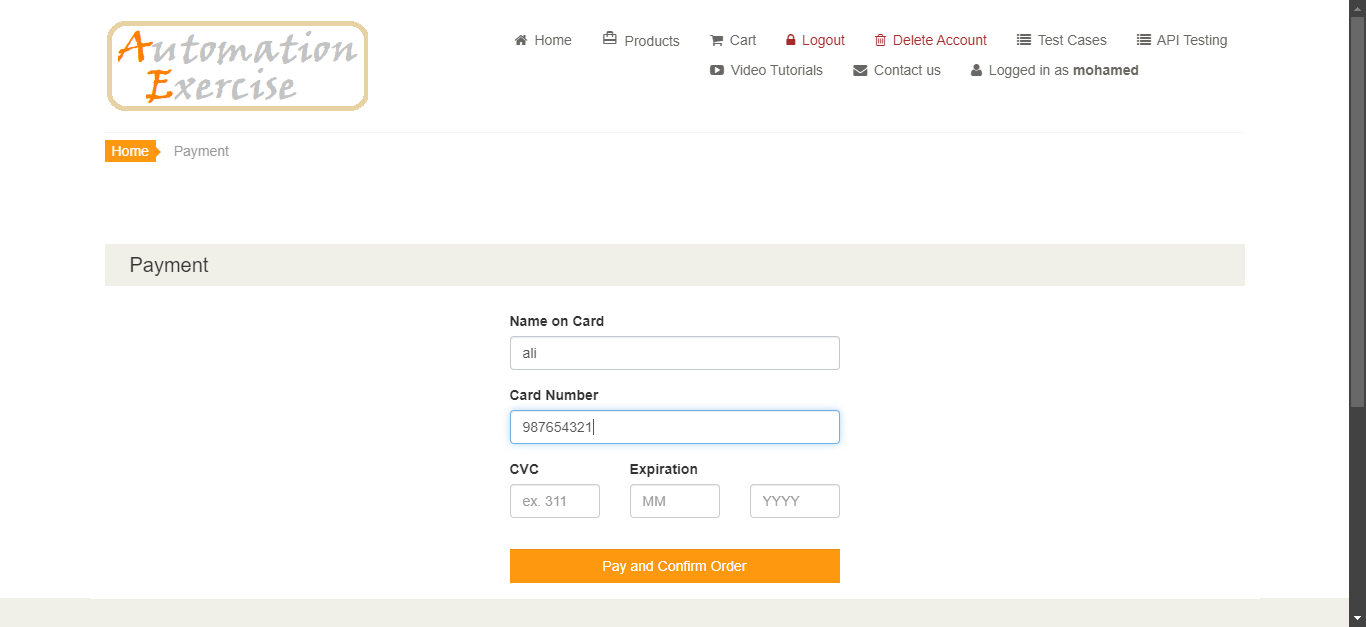 Automation
Exercise
Home Products Cart Logout Delete Account Test Cases API Testing
Video Tutorials Contact us Logged in as mohamed
Home Payment
Payment
Name on Card
ali
Card Number
987654321
CVC Expiration
ex. 311 MM YYYY
Pay and Confirm Order